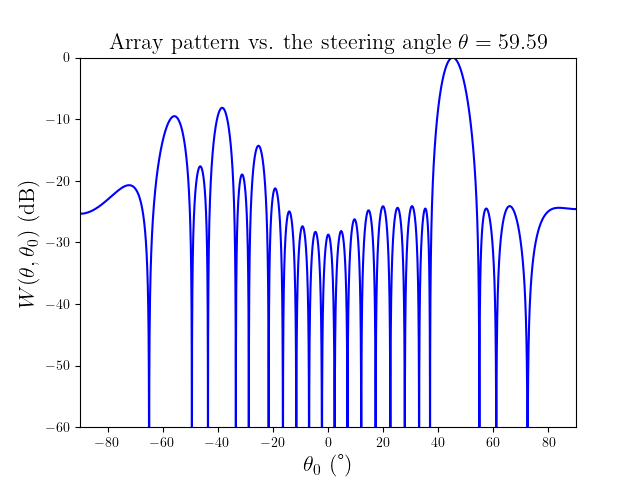 Array pattern vs. the steering angle θ = 59.59
0
−10
−20
−30
−40
−50
−60
W(θ, θ₀) (dB)
−80 −60 −40 −20 0 20 40 60 80
θ₀ (°)